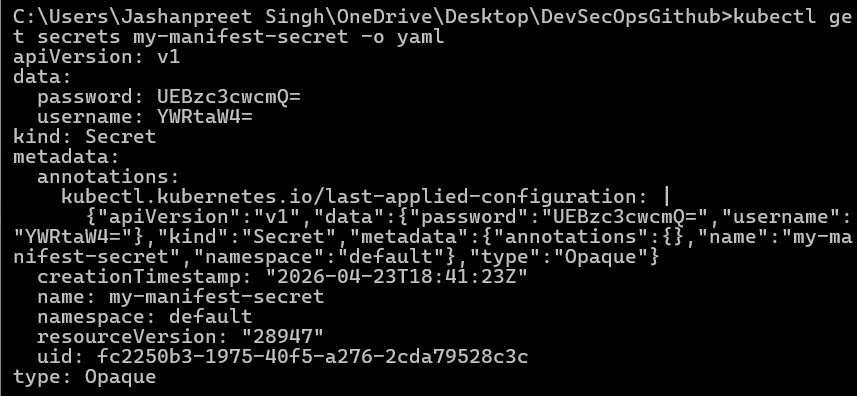 C:\Users\Jashanpreet Singh\OneDrive\Desktop\DevSecOpsGithub>kubectl ge
t secrets my-manifest-secret -o yaml
apiVersion: v1
data:
  password: UEBzc3cwcmQ=
  username: YWRtaW4=
kind: Secret
metadata:
  annotations:
    kubectl.kubernetes.io/last-applied-configuration: |
      {"apiVersion":"v1","data":{"password":"UEBzc3cwcmQ=","username":
"YWRtaW4="},"kind":"Secret","metadata":{"annotations":{},"name":"my-ma
nifest-secret","namespace":"default"},"type":"Opaque"}
  creationTimestamp: "2026-04-23T18:41:23Z"
  name: my-manifest-secret
  namespace: default
  resourceVersion: "28947"
  uid: fc2250b3-1975-40f5-a276-2cda79528c3c
type: Opaque